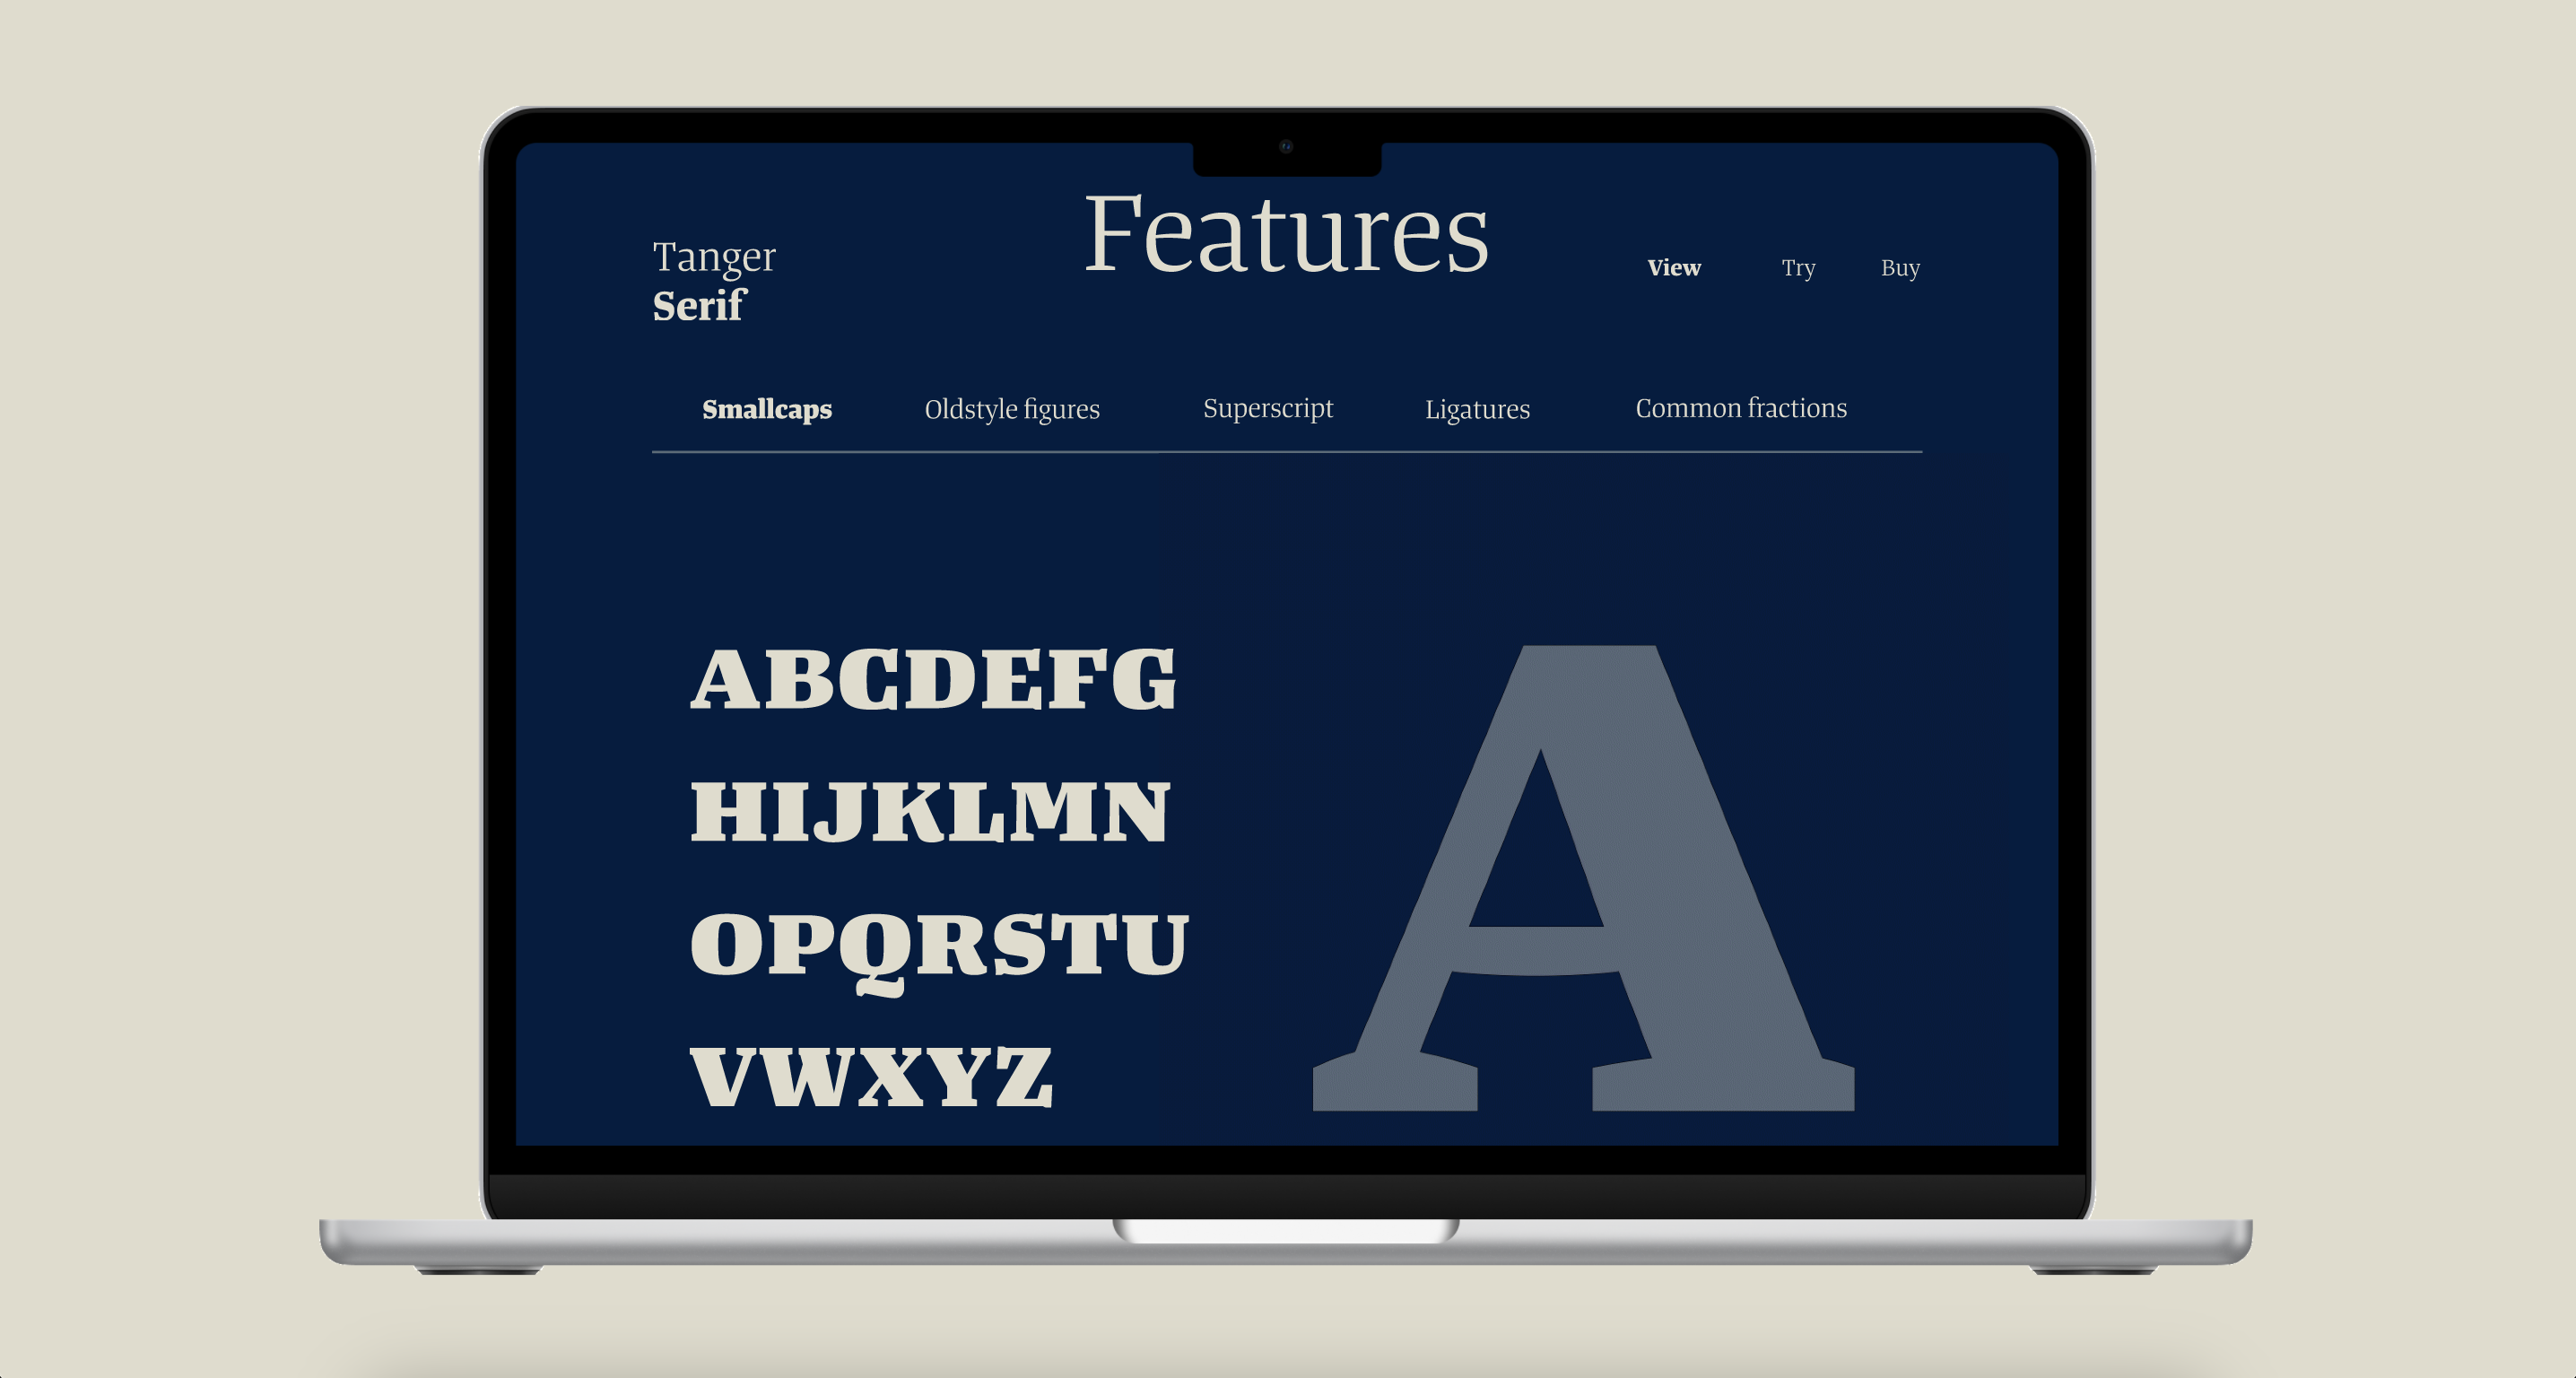 Features
Tanger
Serif
View Try Buy
Smallcaps Oldstyle figures Superscript Ligatures Common fractions
ABCDEFG
HIJKLMN
OPQRSTU
VWXYZ
A